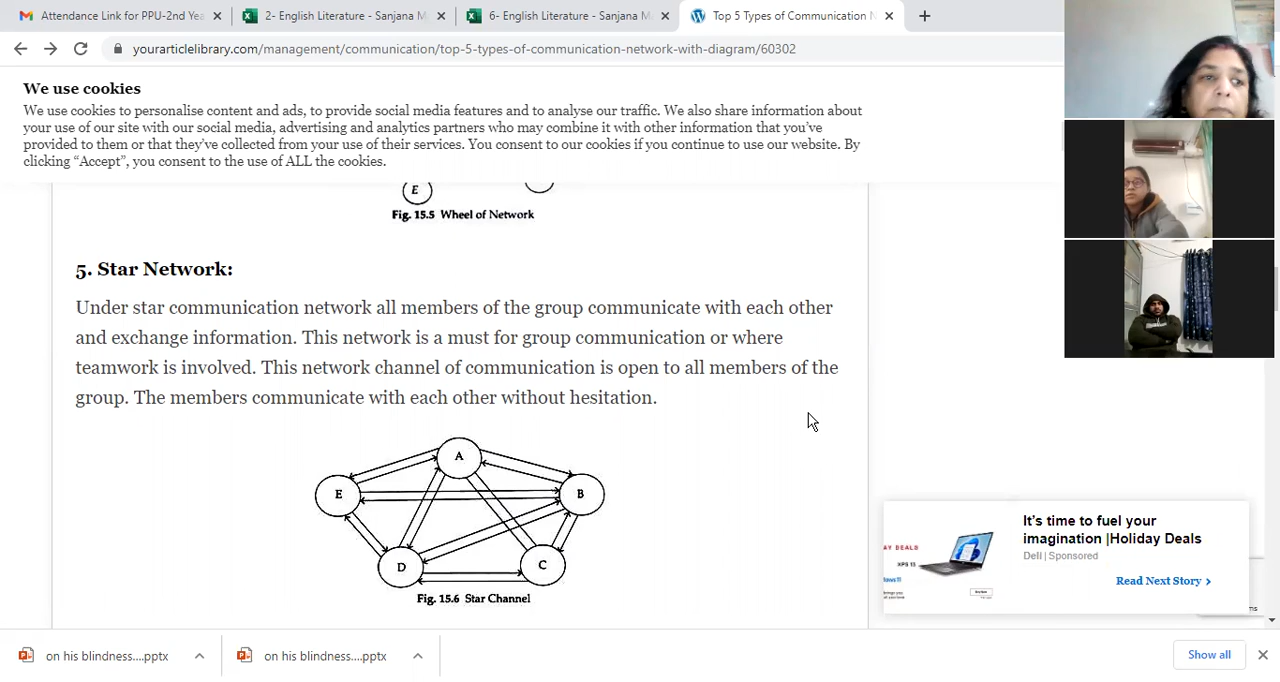 Attendance Link for PPU-2nd Yea
2- English Literature - Sanjana M
6- English Literature - Sanjana M
Top 5 Types of Communication N
yourarticlelibrary.com/management/communication/top-5-types-of-communication-network-with-diagram/60302
We use cookies
We use cookies to personalise content and ads, to provide social media features and to analyse our traffic. We also share information about
your use of our site with our social media, advertising and analytics partners who may combine it with other information that you've
provided to them or that they've collected from your use of their services. You consent to our cookies if you continue to use our website. By
clicking "Accept", you consent to the use of ALL the cookies.
E
Fig. 15.5 Wheel of Network
5. Star Network:
Under star communication network all members of the group communicate with each other
and exchange information. This network is a must for group communication or where
teamwork is involved. This network channel of communication is open to all members of the
group. The members communicate with each other without hesitation.
A
E
B
D
C
Fig. 15.6 Star Channel
AY DEALS
XPS 13
It's time to fuel your
imagination |Holiday Deals
Dell | Sponsored
Read Next Story
on his blindness....pptx
on his blindness....pptx
Show all